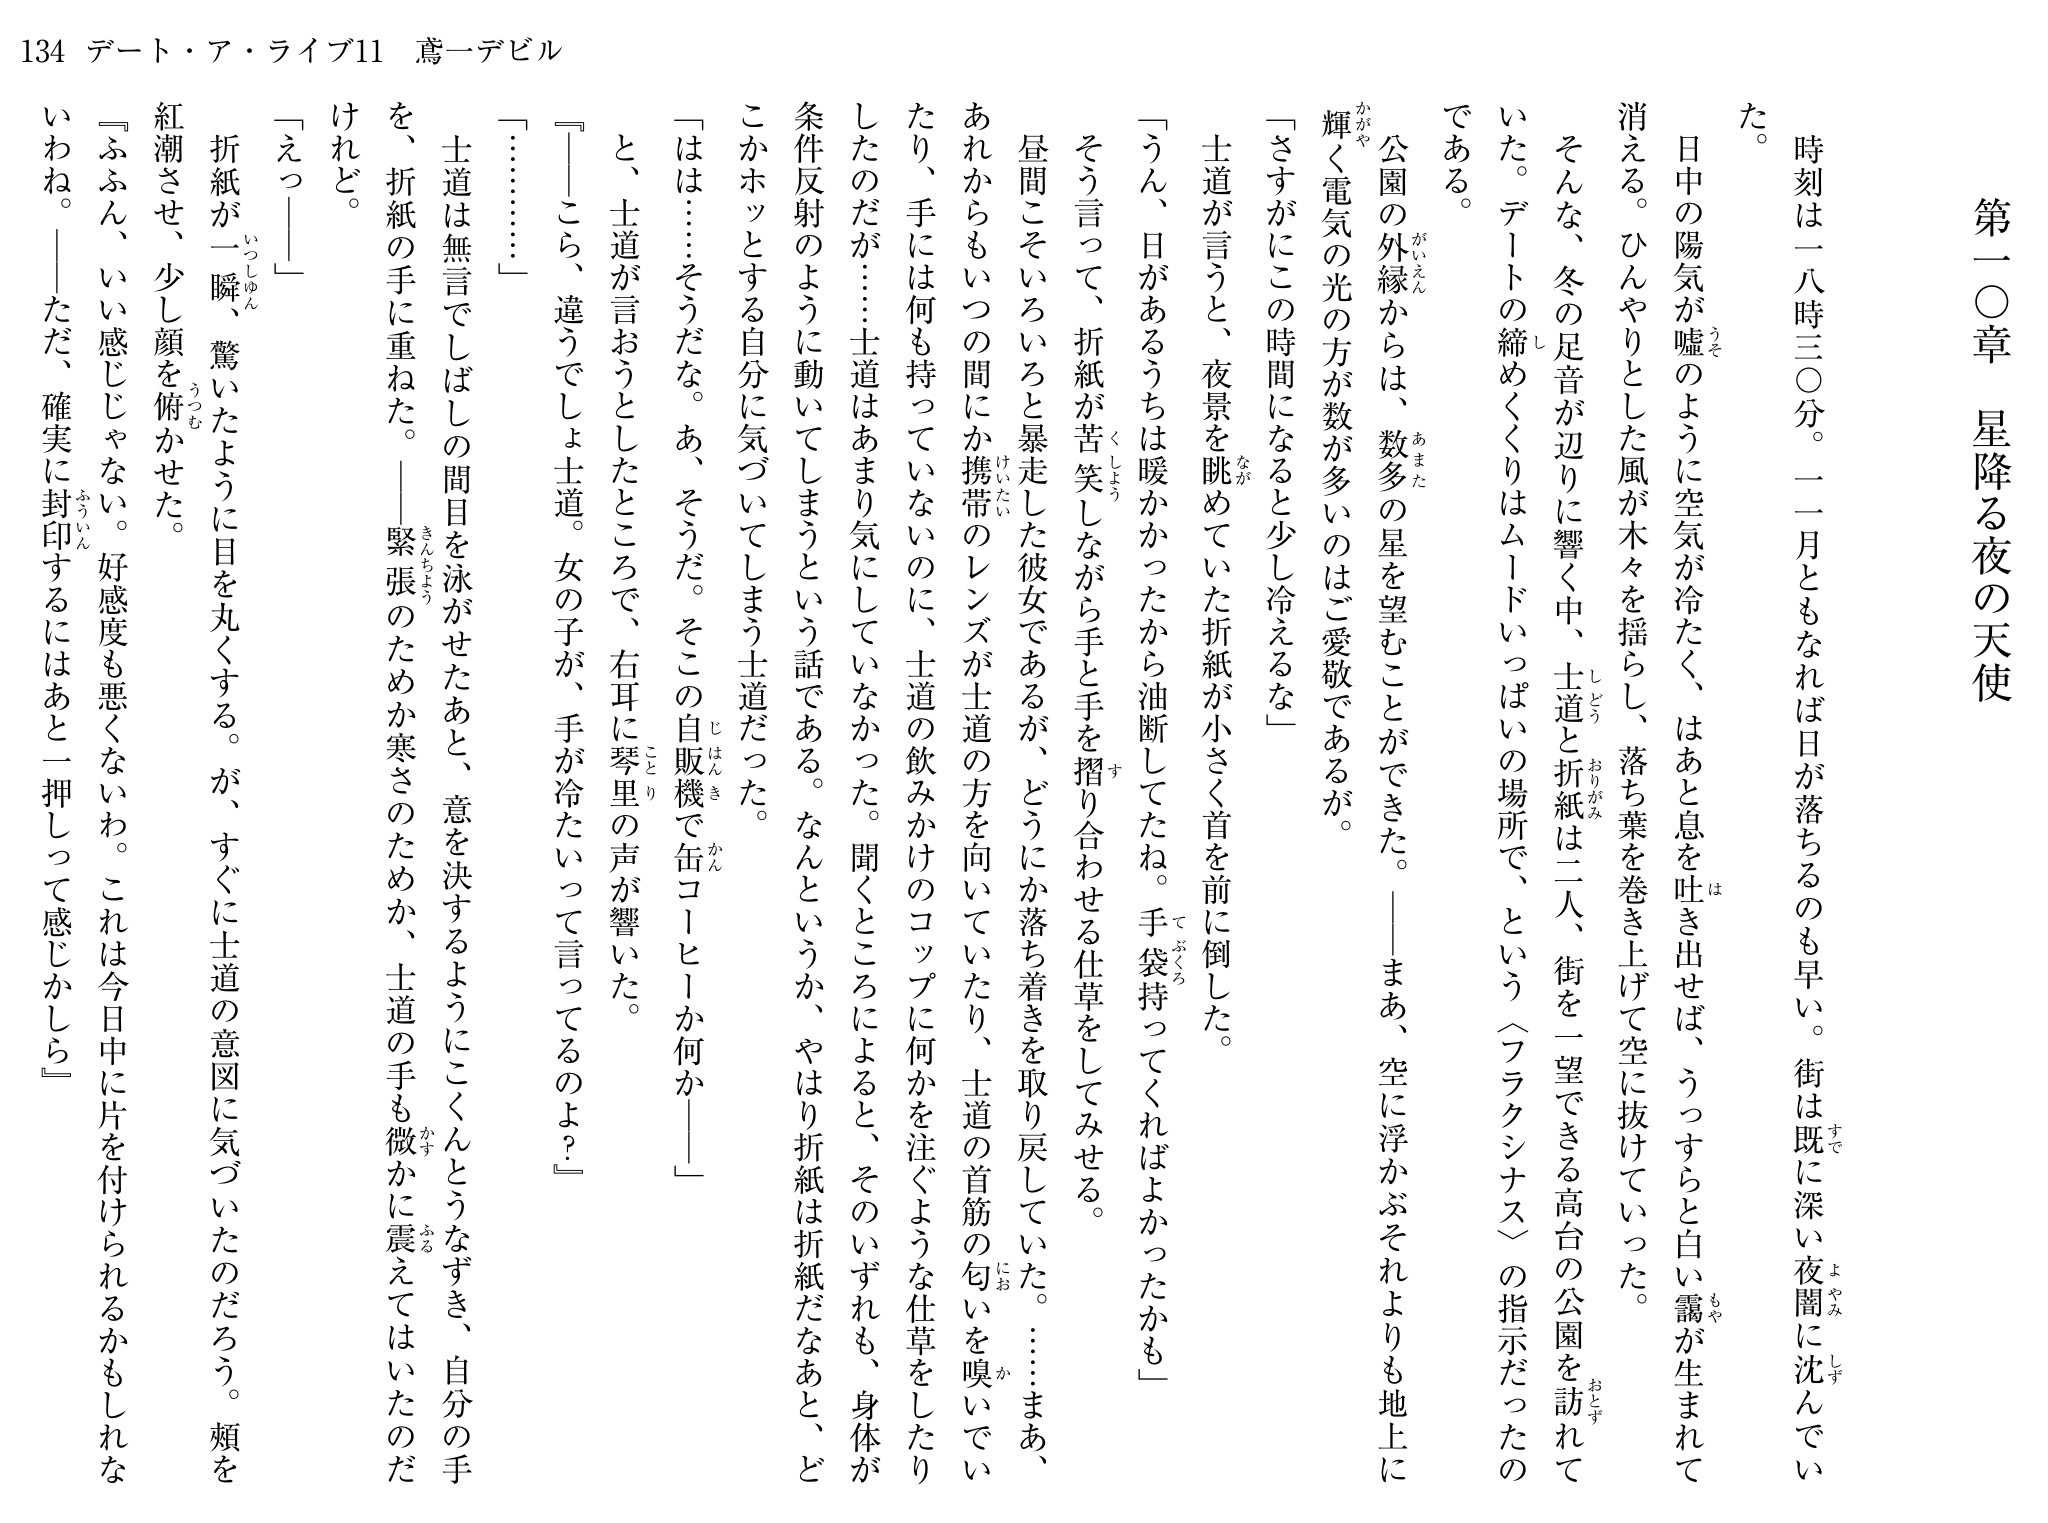 134 デート・ア・ライブ11　鳶一デビル
第一〇章　星降る夜の天使
　時刻は一八時三〇分。一一月ともなれば日が落ちるのも早い。街は既に深い夜闇に沈んでい
た。
　日中の陽気が嘘のように空気が冷たく、はあと息を吐き出せば、うっすらと白い靄が生まれて
消える。ひんやりとした風が木々を揺らし、落ち葉を巻き上げて空に抜けていった。
　そんな、冬の足音が辺りに響く中、士道と折紙は二人、街を一望できる高台の公園を訪れて
いた。デートの締めくくりはムードいっぱいの場所で、という〈フラクシナス〉の指示だったの
である。
　公園の外縁からは、数多の星を望むことができた。――まあ、空に浮かぶそれよりも地上に
輝く電気の光の方が数が多いのはご愛敬であるが。
「さすがにこの時間になると少し冷えるな」
　士道が言うと、夜景を眺めていた折紙が小さく首を前に倒した。
「うん、日があるうちは暖かかったから油断してたね。手袋持ってくればよかったかも」
　そう言って、折紙が苦笑しながら手と手を摺り合わせる仕草をしてみせる。
　昼間こそいろいろと暴走した彼女であるが、どうにか落ち着きを取り戻していた。……まあ、
あれからもいつの間にか携帯のレンズが士道の方を向いていたり、士道の首筋の匂いを嗅いでい
たり、手には何も持っていないのに、士道の飲みかけのコップに何かを注ぐような仕草をしたり
したのだが……士道はあまり気にしていなかった。聞くところによると、そのいずれも、身体が
条件反射のように動いてしまうという話である。なんというか、やはり折紙は折紙だなあと、ど
こかホッとする自分に気づいてしまう士道だった。
「はは……そうだな。あ、そうだ。そこの自販機で缶コーヒーか何か――」
　と、士道が言おうとしたところで、右耳に琴里の声が響いた。
『――こら、違うでしょ士道。女の子が、手が冷たいって言ってるのよ？』
「…………」
　士道は無言でしばしの間目を泳がせたあと、意を決するようにこくんとうなずき、自分の手
を、折紙の手に重ねた。――緊張のためか寒さのためか、士道の手も微かに震えてはいたのだ
けれど。
「えっ――」
　折紙が一瞬、驚いたように目を丸くする。が、すぐに士道の意図に気づいたのだろう。頰を
紅潮させ、少し顔を俯かせた。
『ふふん、いい感じじゃない。好感度も悪くないわ。これは今日中に片を付けられるかもしれな
いわね。――ただ、確実に封印するにはあと一押しって感じかしら』